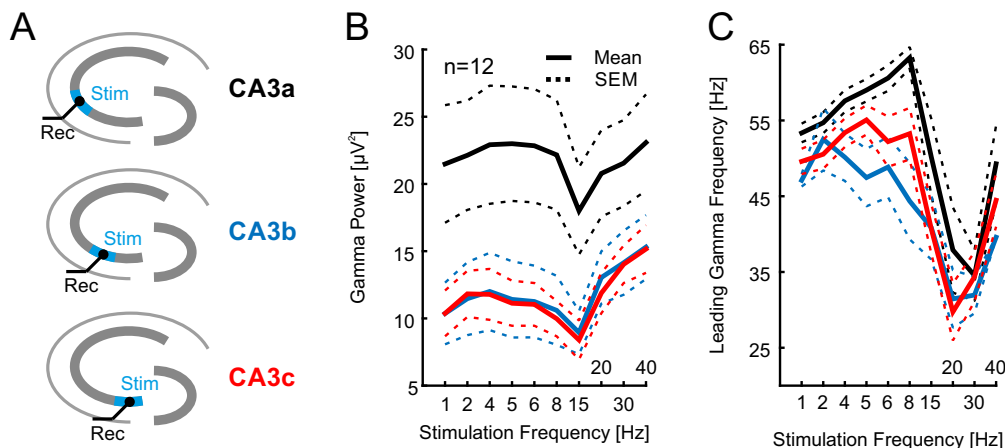 A
Stim
Rec
CA3a
Stim
Rec
CA3b
Stim
Rec
CA3c
B
n=12
Mean
SEM
Gamma Power [µV²]
30
25
20
15
10
5
20
40
1 2 4 5 6 8 15 30
Stimulation Frequency [Hz]
C
Leading Gamma Frequency [Hz]
65
55
45
35
25
20
40
1 2 4 5 6 8 15 30
Stimulation Frequency [Hz]